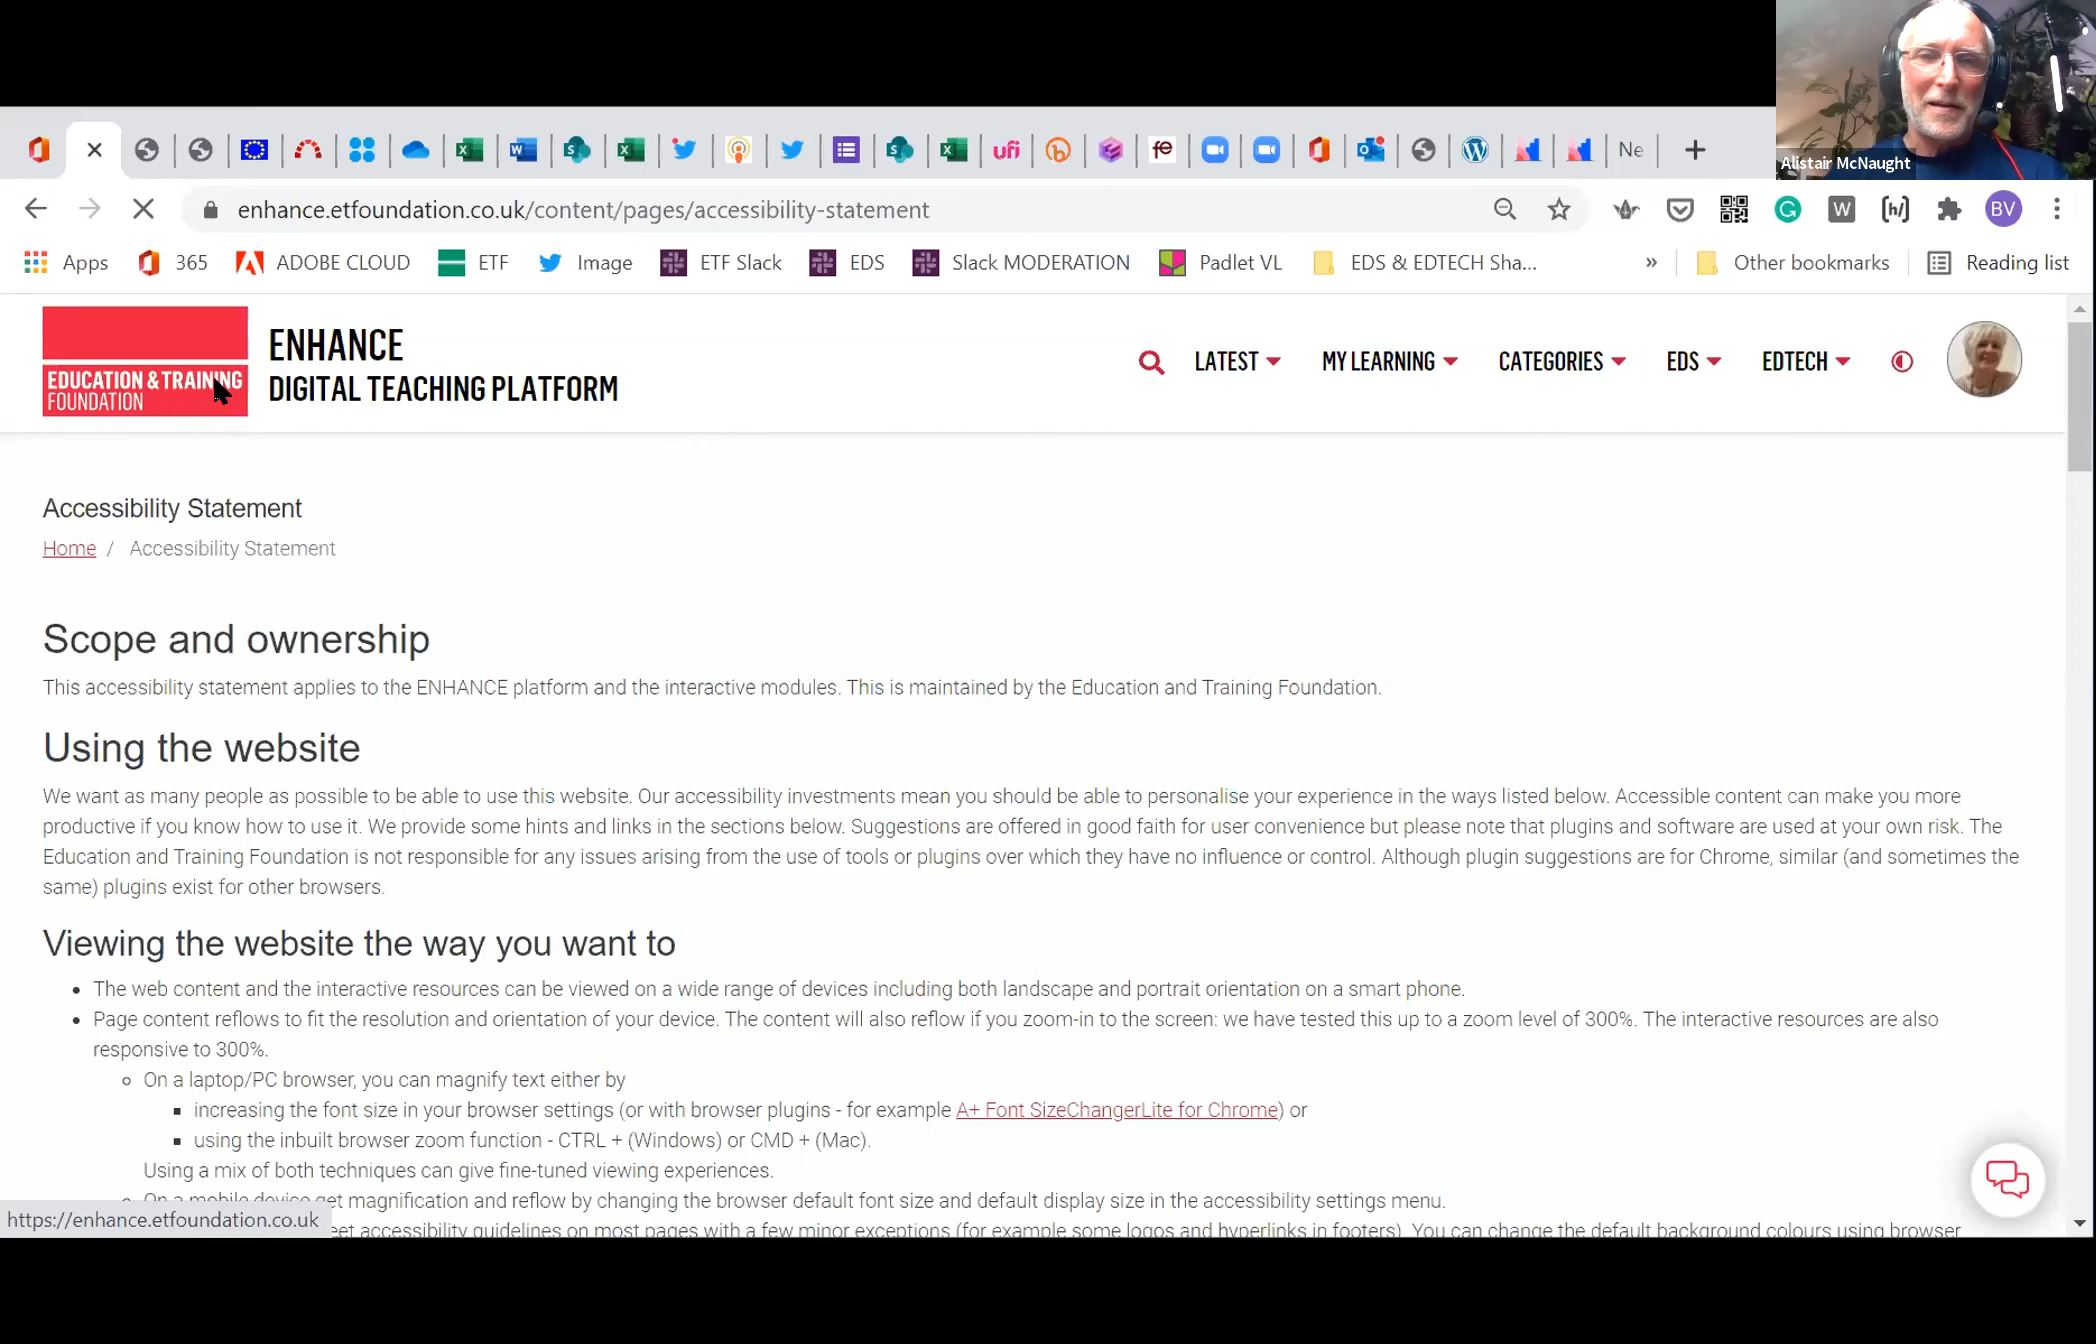 Alistair McNaught
ufi
fe
Ne
enhance.etfoundation.co.uk/content/pages/accessibility-statement
W
[h/]
BV
Apps
365
ADOBE CLOUD
ETF
Image
ETF Slack
EDS
Slack MODERATION
Padlet VL
EDS & EDTECH Sha...
»
Other bookmarks
Reading list
EDUCATION & TRAINING
FOUNDATION
ENHANCE
DIGITAL TEACHING PLATFORM
LATEST
MY LEARNING
CATEGORIES
EDS
EDTECH
Accessibility Statement
Home / Accessibility Statement
Scope and ownership
This accessibility statement applies to the ENHANCE platform and the interactive modules. This is maintained by the Education and Training Foundation.
Using the website
We want as many people as possible to be able to use this website. Our accessibility investments mean you should be able to personalise your experience in the ways listed below. Accessible content can make you more
productive if you know how to use it. We provide some hints and links in the sections below. Suggestions are offered in good faith for user convenience but please note that plugins and software are used at your own risk. The
Education and Training Foundation is not responsible for any issues arising from the use of tools or plugins over which they have no influence or control. Although plugin suggestions are for Chrome, similar (and sometimes the
same) plugins exist for other browsers.
Viewing the website the way you want to
• The web content and the interactive resources can be viewed on a wide range of devices including both landscape and portrait orientation on a smart phone.
• Page content reflows to fit the resolution and orientation of your device. The content will also reflow if you zoom-in to the screen: we have tested this up to a zoom level of 300%. The interactive resources are also
responsive to 300%.
On a laptop/PC browser, you can magnify text either by
increasing the font size in your browser settings (or with browser plugins - for example A+ Font SizeChangerLite for Chrome) or
using the inbuilt browser zoom function - CTRL + (Windows) or CMD + (Mac).
Using a mix of both techniques can give fine-tuned viewing experiences.
On a mobile device get magnification and reflow by changing the browser default font size and default display size in the accessibility settings menu.
https://enhance.etfoundation.co.uk
accessibility guidelines on most pages with a few minor exceptions (for example some logos and hyperlinks in footers). You can change the default background colours using browser